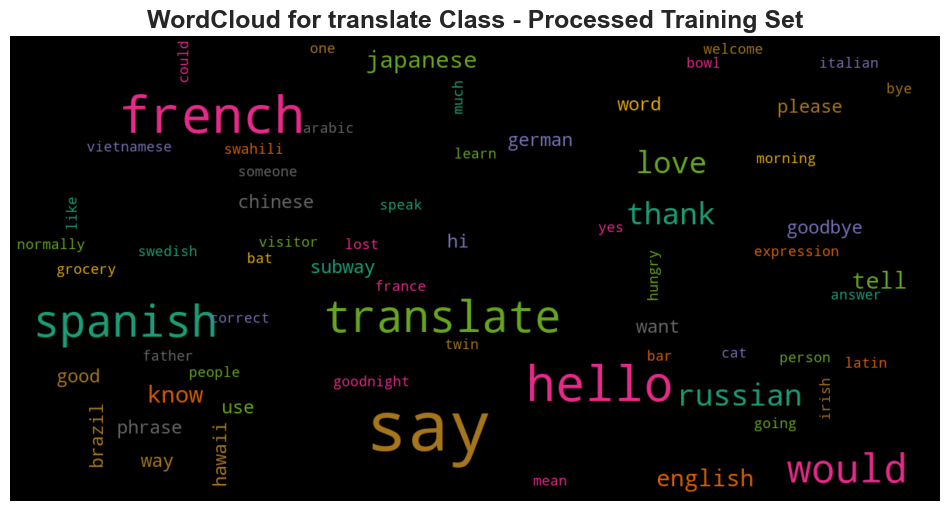 WordCloud for translate Class - Processed Training Set
could
one
japanese
welcome
bowl
italian
bye
much
french
arabic
word
please
vietnamese
swahili
german
learn
love
morning
someone
chinese
speak
like
thank
yes
goodbye
normally
swedish
visitor
lost
hi
expression
grocery
bat
subway
hungry
tell
france
answer
spanish
correct
translate
want
twin
father
bar
cat
person
latin
good
people
goodnight
hello
russian
irish
know
use
brazil
phrase
hawaii
say
going
way
mean
english
would